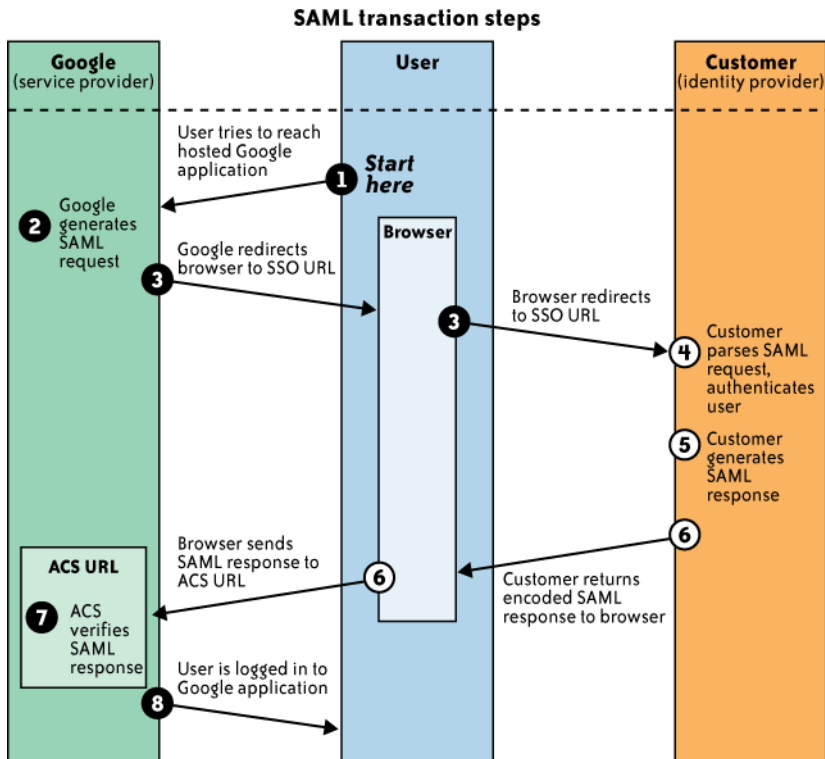 SAML transaction steps
Google
(service provider)
User
Customer
(identity provider)
User tries to reach
hosted Google
application
1
Start
here
2
Google
generates
SAML
request
3
Google redirects
browser to SSO URL
Browser
3
Browser redirects
to SSO URL
4
Customer
parses SAML
request,
authenticates
user
5
Customer
generates
SAML
response
6
Customer returns
encoded SAML
response to browser
6
Browser sends
SAML response to
ACS URL
ACS URL
7
ACS
verifies
SAML
response
8
User is logged in to
Google application